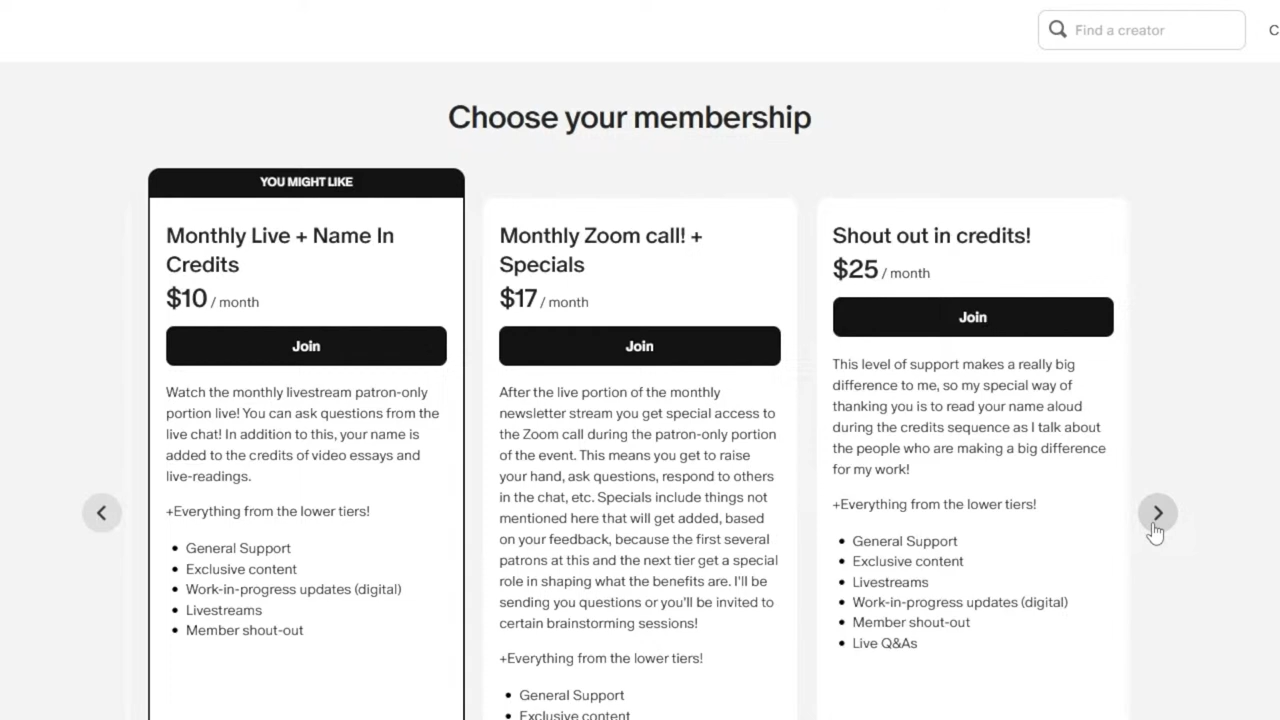 Find a creator
C
Choose your membership
YOU MIGHT LIKE
Monthly Live + Name In
Credits
$10 / month
Join
Watch the monthly livestream patron-only
portion live! You can ask questions from the
live chat! In addition to this, your name is
added to the credits of video essays and
live-readings.
+Everything from the lower tiers!
• General Support
• Exclusive content
• Work-in-progress updates (digital)
• Livestreams
• Member shout-out
Monthly Zoom call! +
Specials
$17 / month
Join
After the live portion of the monthly
newsletter stream you get special access to
the Zoom call during the patron-only portion
of the event. This means you get to raise
your hand, ask questions, respond to others
in the chat, etc. Specials include things not
mentioned here that will get added, based
on your feedback, because the first several
patrons at this and the next tier get a special
role in shaping what the benefits are. I'll be
sending you questions or you'll be invited to
certain brainstorming sessions!
+Everything from the lower tiers!
• General Support
• Exclusive content
Shout out in credits!
$25 / month
Join
This level of support makes a really big
difference to me, so my special way of
thanking you is to read your name aloud
during the credits sequence as I talk about
the people who are making a big difference
for my work!
+Everything from the lower tiers!
• General Support
• Exclusive content
• Livestreams
• Work-in-progress updates (digital)
• Member shout-out
• Live Q&As